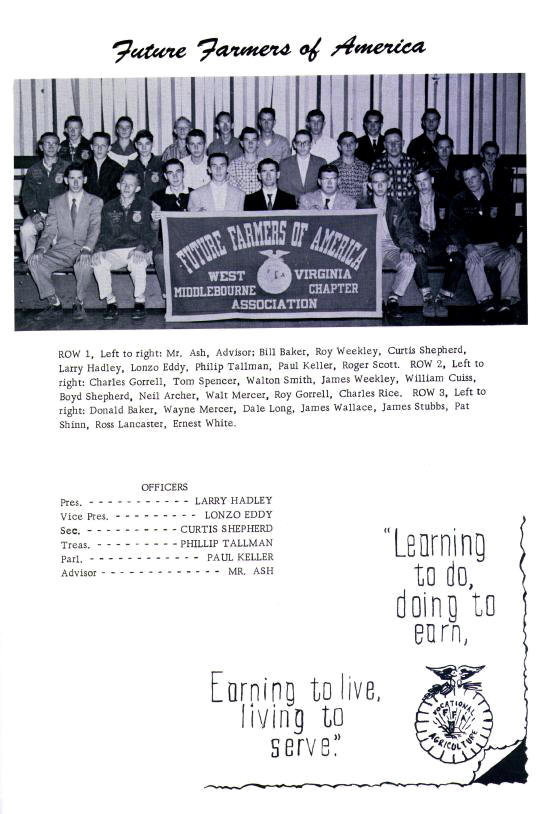 Future Farmers of America
FUTURE FARMERS OF AMERICA
WEST VIRGINIA
MIDDLEBOURNE CHAPTER
ASSOCIATION
ROW 1, Left to right: Mr. Ash, Advisor; Bill Baker, Roy Weekley, Curtis Shepherd,
Larry Hadley, Lonzo Eddy, Philip Tallman, Paul Keller, Roger Scott. ROW 2, Left to
right: Charles Gorrell, Tom Spencer, Walton Smith, James Weekley, William Cuiss,
Boyd Shepherd, Neil Archer, Walt Mercer, Roy Gorrell, Charles Rice. ROW 3, Left to
right: Donald Baker, Wayne Mercer, Dale Long, James Wallace, James Stubbs, Pat
Shinn, Ross Lancaster, Ernest White.
OFFICERS
Pres. - - - - - - - - - - - LARRY HADLEY
Vice Pres. - - - - - - - - - LONZO EDDY
Sec. - - - - - - - - - - CURTIS SHEPHERD
Treas. - - - - - - - - - PHILLIP TALLMAN
Parl. - - - - - - - - - - - - PAUL KELLER
Advisor - - - - - - - - - - - - - MR. ASH
"Learning
to do,
doing to
earn,
Earning to live,
living to
serve."
VOCATIONAL
FFA
AGRICULTURE